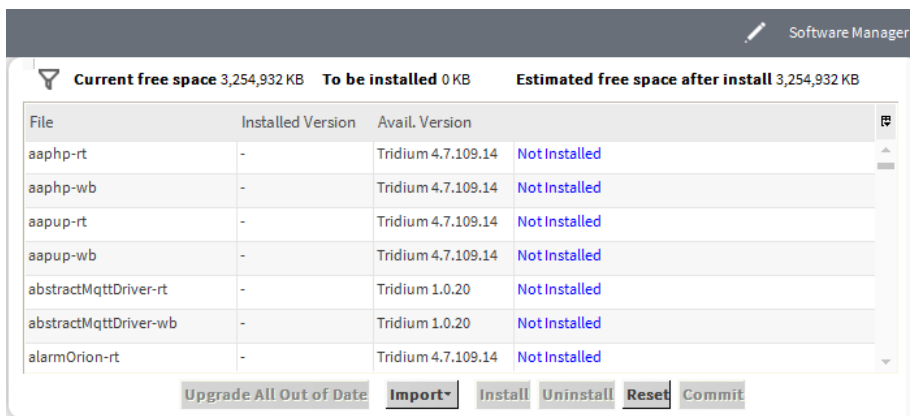 Software Manager
Current free space 3,254,932 KB To be installed 0 KB Estimated free space after install 3,254,932 KB
File Installed Version Avail. Version
aaphp-rt - Tridium 4.7.109.14 Not Installed
aaphp-wb - Tridium 4.7.109.14 Not Installed
aapup-rt - Tridium 4.7.109.14 Not Installed
aapup-wb - Tridium 4.7.109.14 Not Installed
abstractMqttDriver-rt - Tridium 1.0.20 Not Installed
abstractMqttDriver-wb - Tridium 1.0.20 Not Installed
alarmOrion-rt - Tridium 4.7.109.14 Not Installed
Upgrade All Out of Date Import Install Uninstall Reset Commit